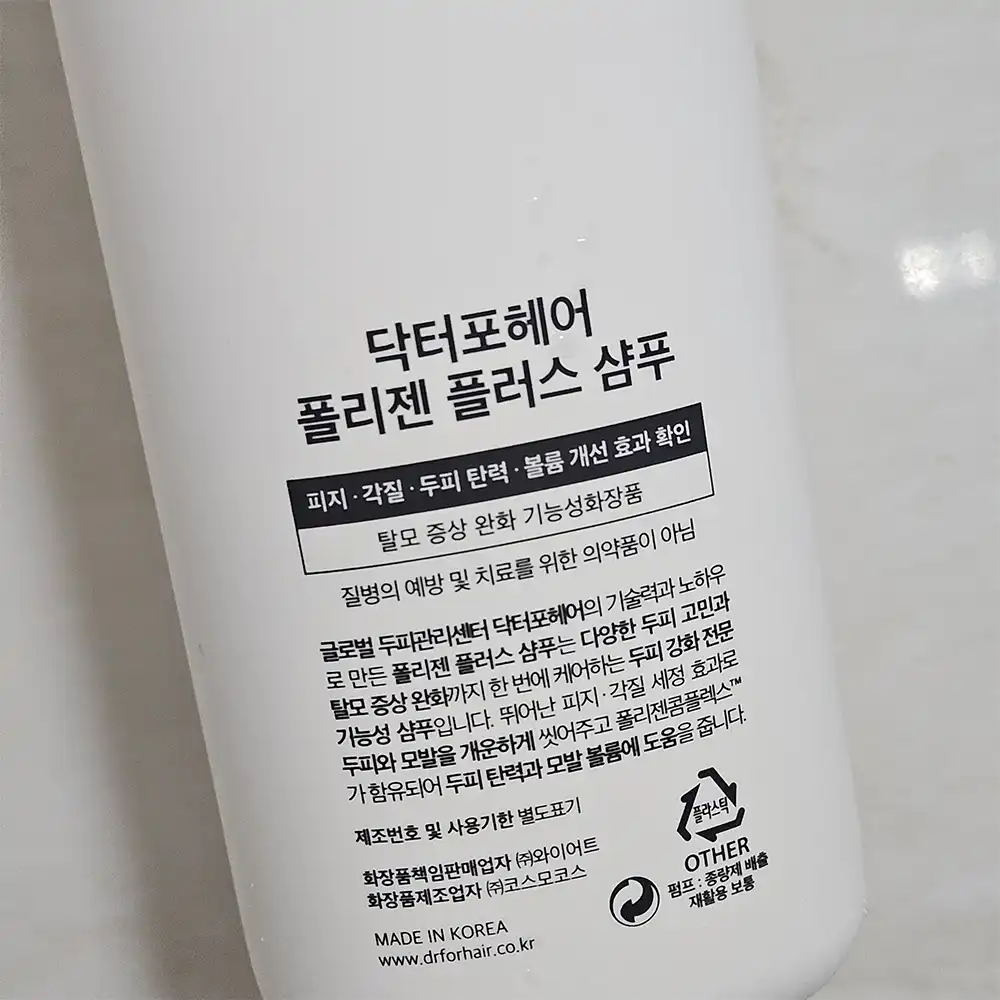 닥터포헤어
폴리젠 플러스 샴푸
피지·각질·두피 탄력·볼륨 개선 효과 확인
탈모 증상 완화 기능성화장품
질병의 예방 및 치료를 위한 의약품이 아님
글로벌 두피관리센터 닥터포헤어의 기술력과 노하우
로 만든 폴리젠 플러스 샴푸는 다양한 두피 고민과
탈모 증상 완화까지 한 번에 케어하는 두피 강화 전문
기능성 샴푸입니다. 뛰어난 피지·각질 세정 효과로
두피와 모발을 개운하게 씻어주고 폴리젠콤플렉스™
가 함유되어 두피 탄력과 모발 볼륨에 도움을 줍니다.
제조번호 및 사용기한 별도표기
화장품책임판매업자 ㈜와이어트
화장품제조업자 ㈜코스모코스
MADE IN KOREA
www.drforhair.co.kr
플라스틱
OTHER
펌프 : 종량제 배출
재활용 보통